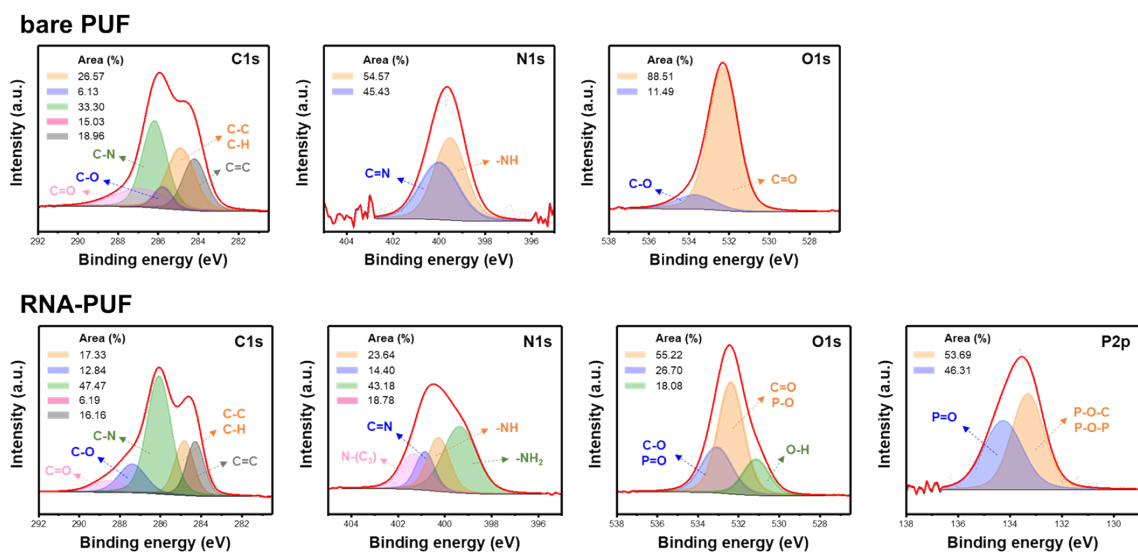 bare PUF
C1s
Area (%)
26.57
6.13
33.30
15.03
18.96
C-C
C-H
C-N
C=C
C-O
C=O
292 290 288 286 284 282
Binding energy (eV)
Intensity (a.u.)
N1s
Area (%)
54.57
45.43
C=N
-NH
404 402 400 398 396
Binding energy (eV)
Intensity (a.u.)
O1s
Area (%)
88.51
11.49
C-O
C=O
538 536 534 532 530 528
Binding energy (eV)
Intensity (a.u.)
RNA-PUF
C1s
Area (%)
17.33
12.84
47.47
6.19
16.16
C-C
C-H
C-N
C-O
C=O
C=C
292 290 288 286 284 282
Binding energy (eV)
Intensity (a.u.)
N1s
Area (%)
23.64
14.40
43.18
18.78
C=N
-NH
N-(C₃)
-NH₂
404 402 400 398 396
Binding energy (eV)
Intensity (a.u.)
O1s
Area (%)
55.22
26.70
18.08
C=O
P-O
C-O
P=O
O-H
538 536 534 532 530 528
Binding energy (eV)
Intensity (a.u.)
P2p
Area (%)
53.69
46.31
P=O
P-O-C
P-O-P
138 136 134 132 130
Binding energy (eV)
Intensity (a.u.)